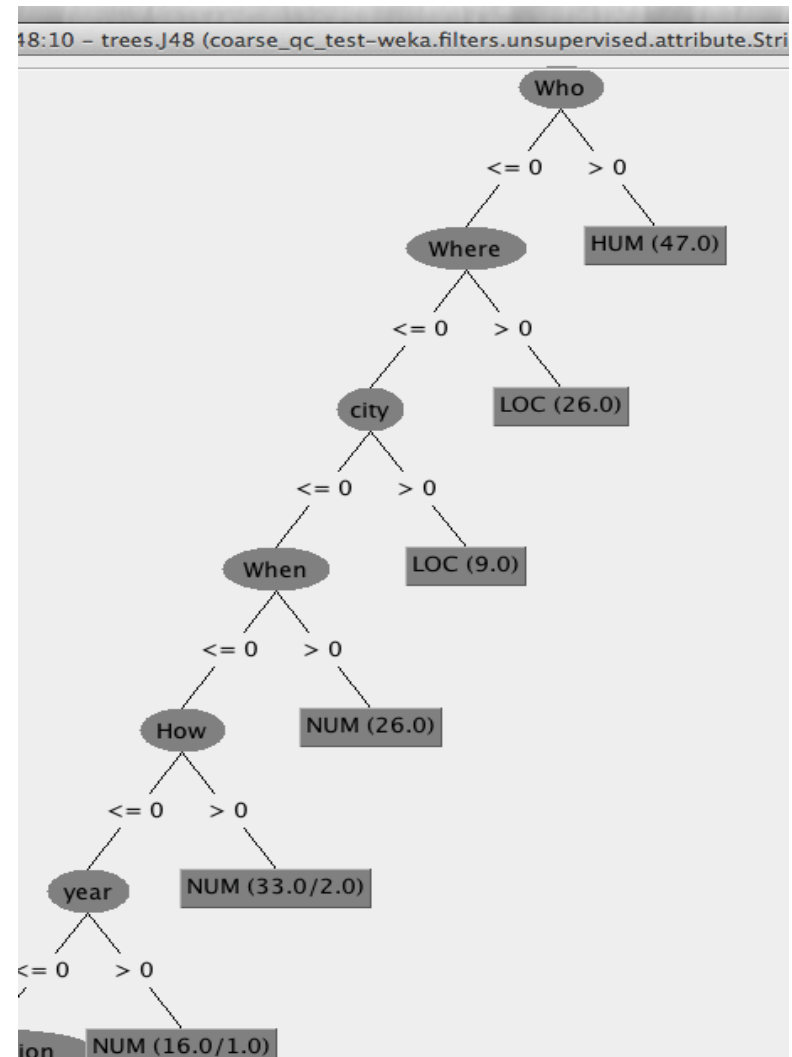 48:10 – trees.J48 (coarse_qc_test-weka.filters.unsupervised.attribute.Stri
Who
<= 0 > 0
Where HUM (47.0)
<= 0 > 0
city LOC (26.0)
<= 0 > 0
When LOC (9.0)
<= 0 > 0
How NUM (26.0)
<= 0 > 0
year NUM (33.0/2.0)
<= 0 > 0
ion NUM (16.0/1.0)